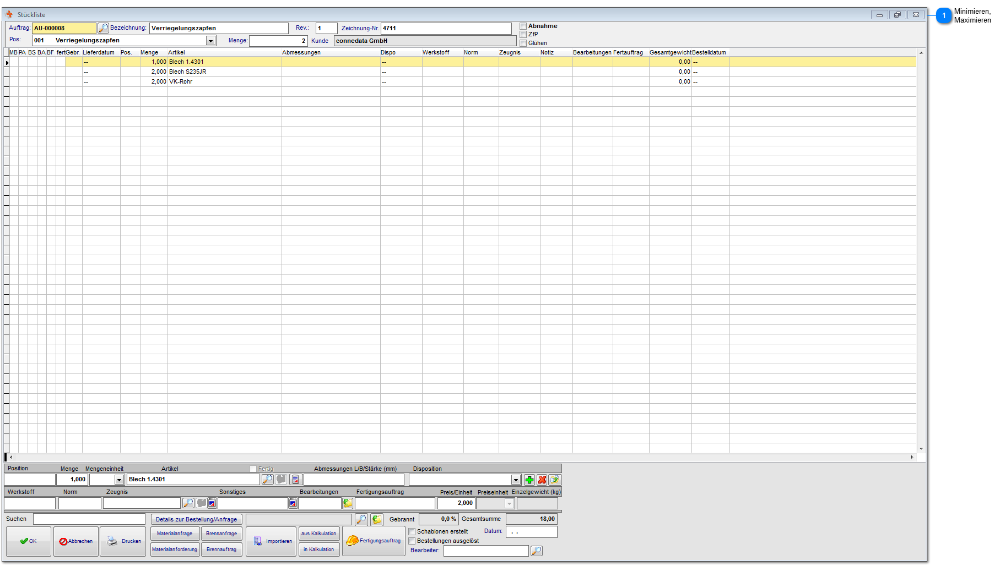 Stückliste
1 Minimieren,
Maximieren
Auftrag: AU-000008 Bezeichnung: Verriegelungszapfen Rev.: 1 Zeichnung-Nr. 4711 Abnahme
ZfP
Pos: 001 Verriegelungszapfen Menge: 2 Kunde connedata GmbH
Glühen
MB PA BS BA BF fert Gebr. Lieferdatum Pos. Menge Artikel Abmessungen Dispo Werkstoff Norm Zeugnis Notiz Bearbeitungen Fertauftrag Gesamtgewicht Bestelldatum
-- 1,000 Blech 1.4301 -- 0,00 --
-- 2,000 Blech S235JR -- 0,00 --
-- 2,000 VK-Rohr -- 0,00 --
Position Menge Mengeneinheit Artikel Fertig Abmessungen L/B/Stärke (mm) Disposition
1,000 Blech 1.4301
Werkstoff Norm Zeugnis Sonstiges Bearbeitungen Fertigungsauftrag Preis/Einheit Preiseinheit Einzelgewicht (kg)
2,000
Suchen Details zur Bestellung/Anfrage Gebrannt 0,0 % Gesamtsumme 18,00
OK Abbrechen Drucken Materialanfrage Brennanfrage Importieren aus Kalkulation Fertigungsauftrag Schablonen erstellt Datum: . .
Bestellungen ausgelöst
Materialanforderung Brennauftrag in Kalkulation Bearbeiter: